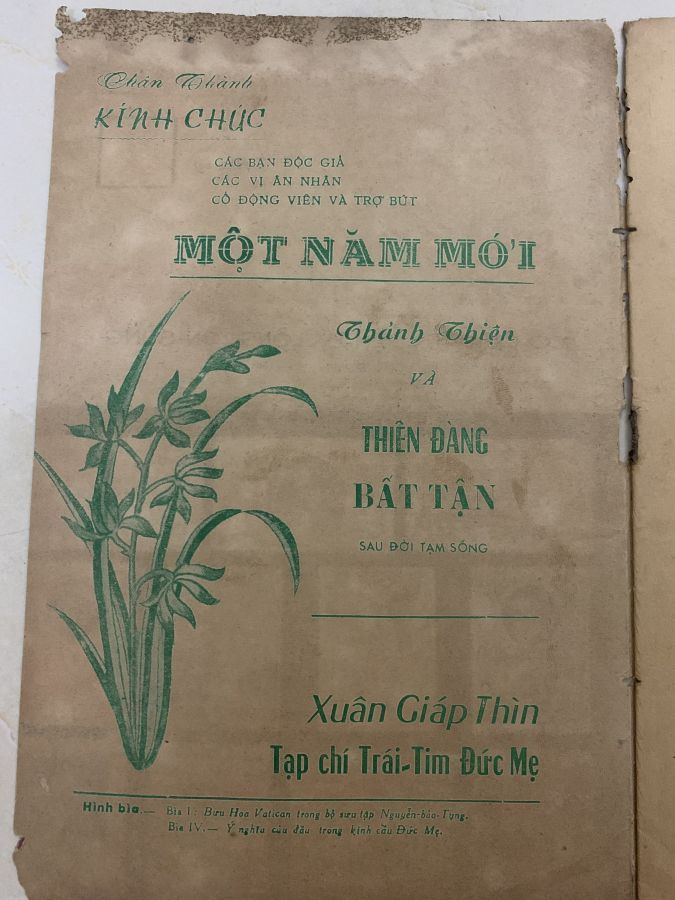 Chân Thành
KÍNH CHÚC
CÁC BẠN ĐỘC GIẢ
CÁC VỊ ÂN NHÂN
CỔ ĐỘNG VIÊN VÀ TRỢ BÚT
MỘT NĂM MỚI
Thánh Thiện
VÀ
THIÊN ĐÀNG
BẤT TẬN
SAU ĐỜI TẠM SỐNG
Xuân Giáp Thìn
Tạp chí Trái-Tim Đức Mẹ
Hình bìa.— Bìa I: Bưu Hoa Vatican trong bộ sưu tập Nguyễn-bảo-Tụng.
Bìa IV.— Ý nghĩa câu đầu trong kinh cầu Đức Mẹ.